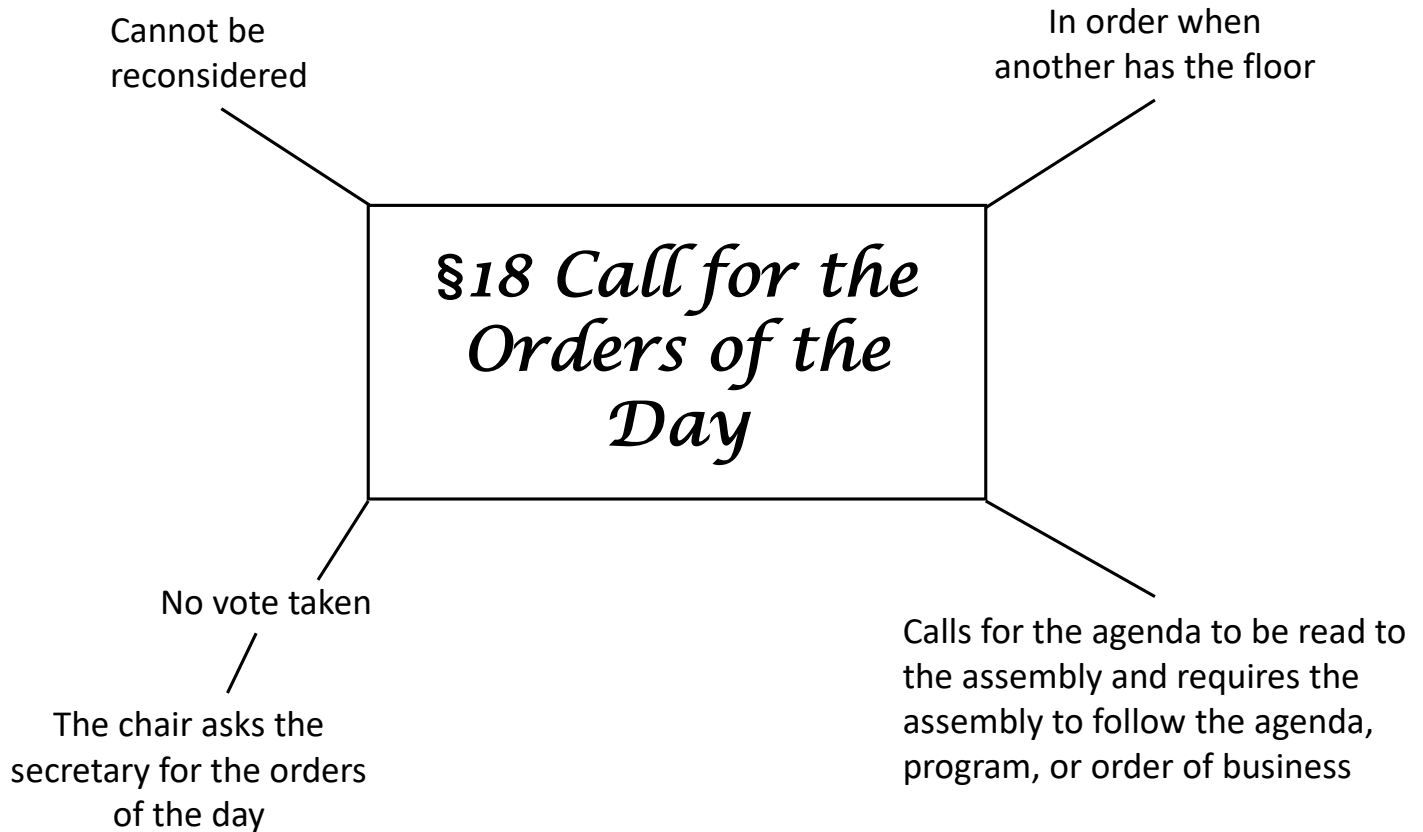 Cannot be
reconsidered
In order when
another has the floor
§18 Call for the
Orders of the
Day
No vote taken
The chair asks the
secretary for the orders
of the day
Calls for the agenda to be read to
the assembly and requires the
assembly to follow the agenda,
program, or order of business